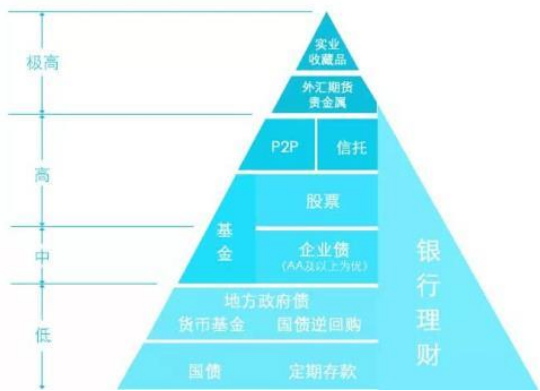 极高
实业
收藏品
外汇期货
贵金属
高
P2P
信托
股票
基金
中
企业债
(AA及以上为优)
银行理财
低
地方政府债
货币基金
国债逆回购
国债
定期存款